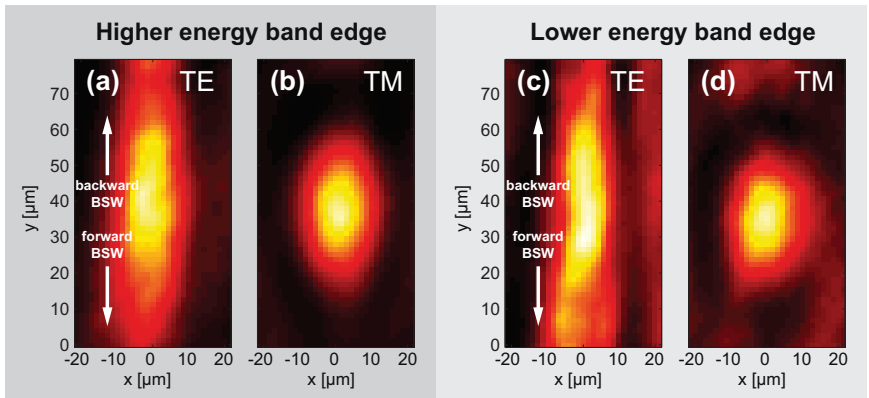 Higher energy band edge
Lower energy band edge
(a) TE
(b) TM
(c) TE
(d) TM
y [µm]
70
60
50
40
30
20
10
0
backward
BSW
forward
BSW
-20 -10 0 10 20
x [µm]
-20 -10 0 10 20
x [µm]
y [µm]
70
60
50
40
30
20
10
0
backward
BSW
forward
BSW
-20 -10 0 10 20
x [µm]
-20 -10 0 10 20
x [µm]